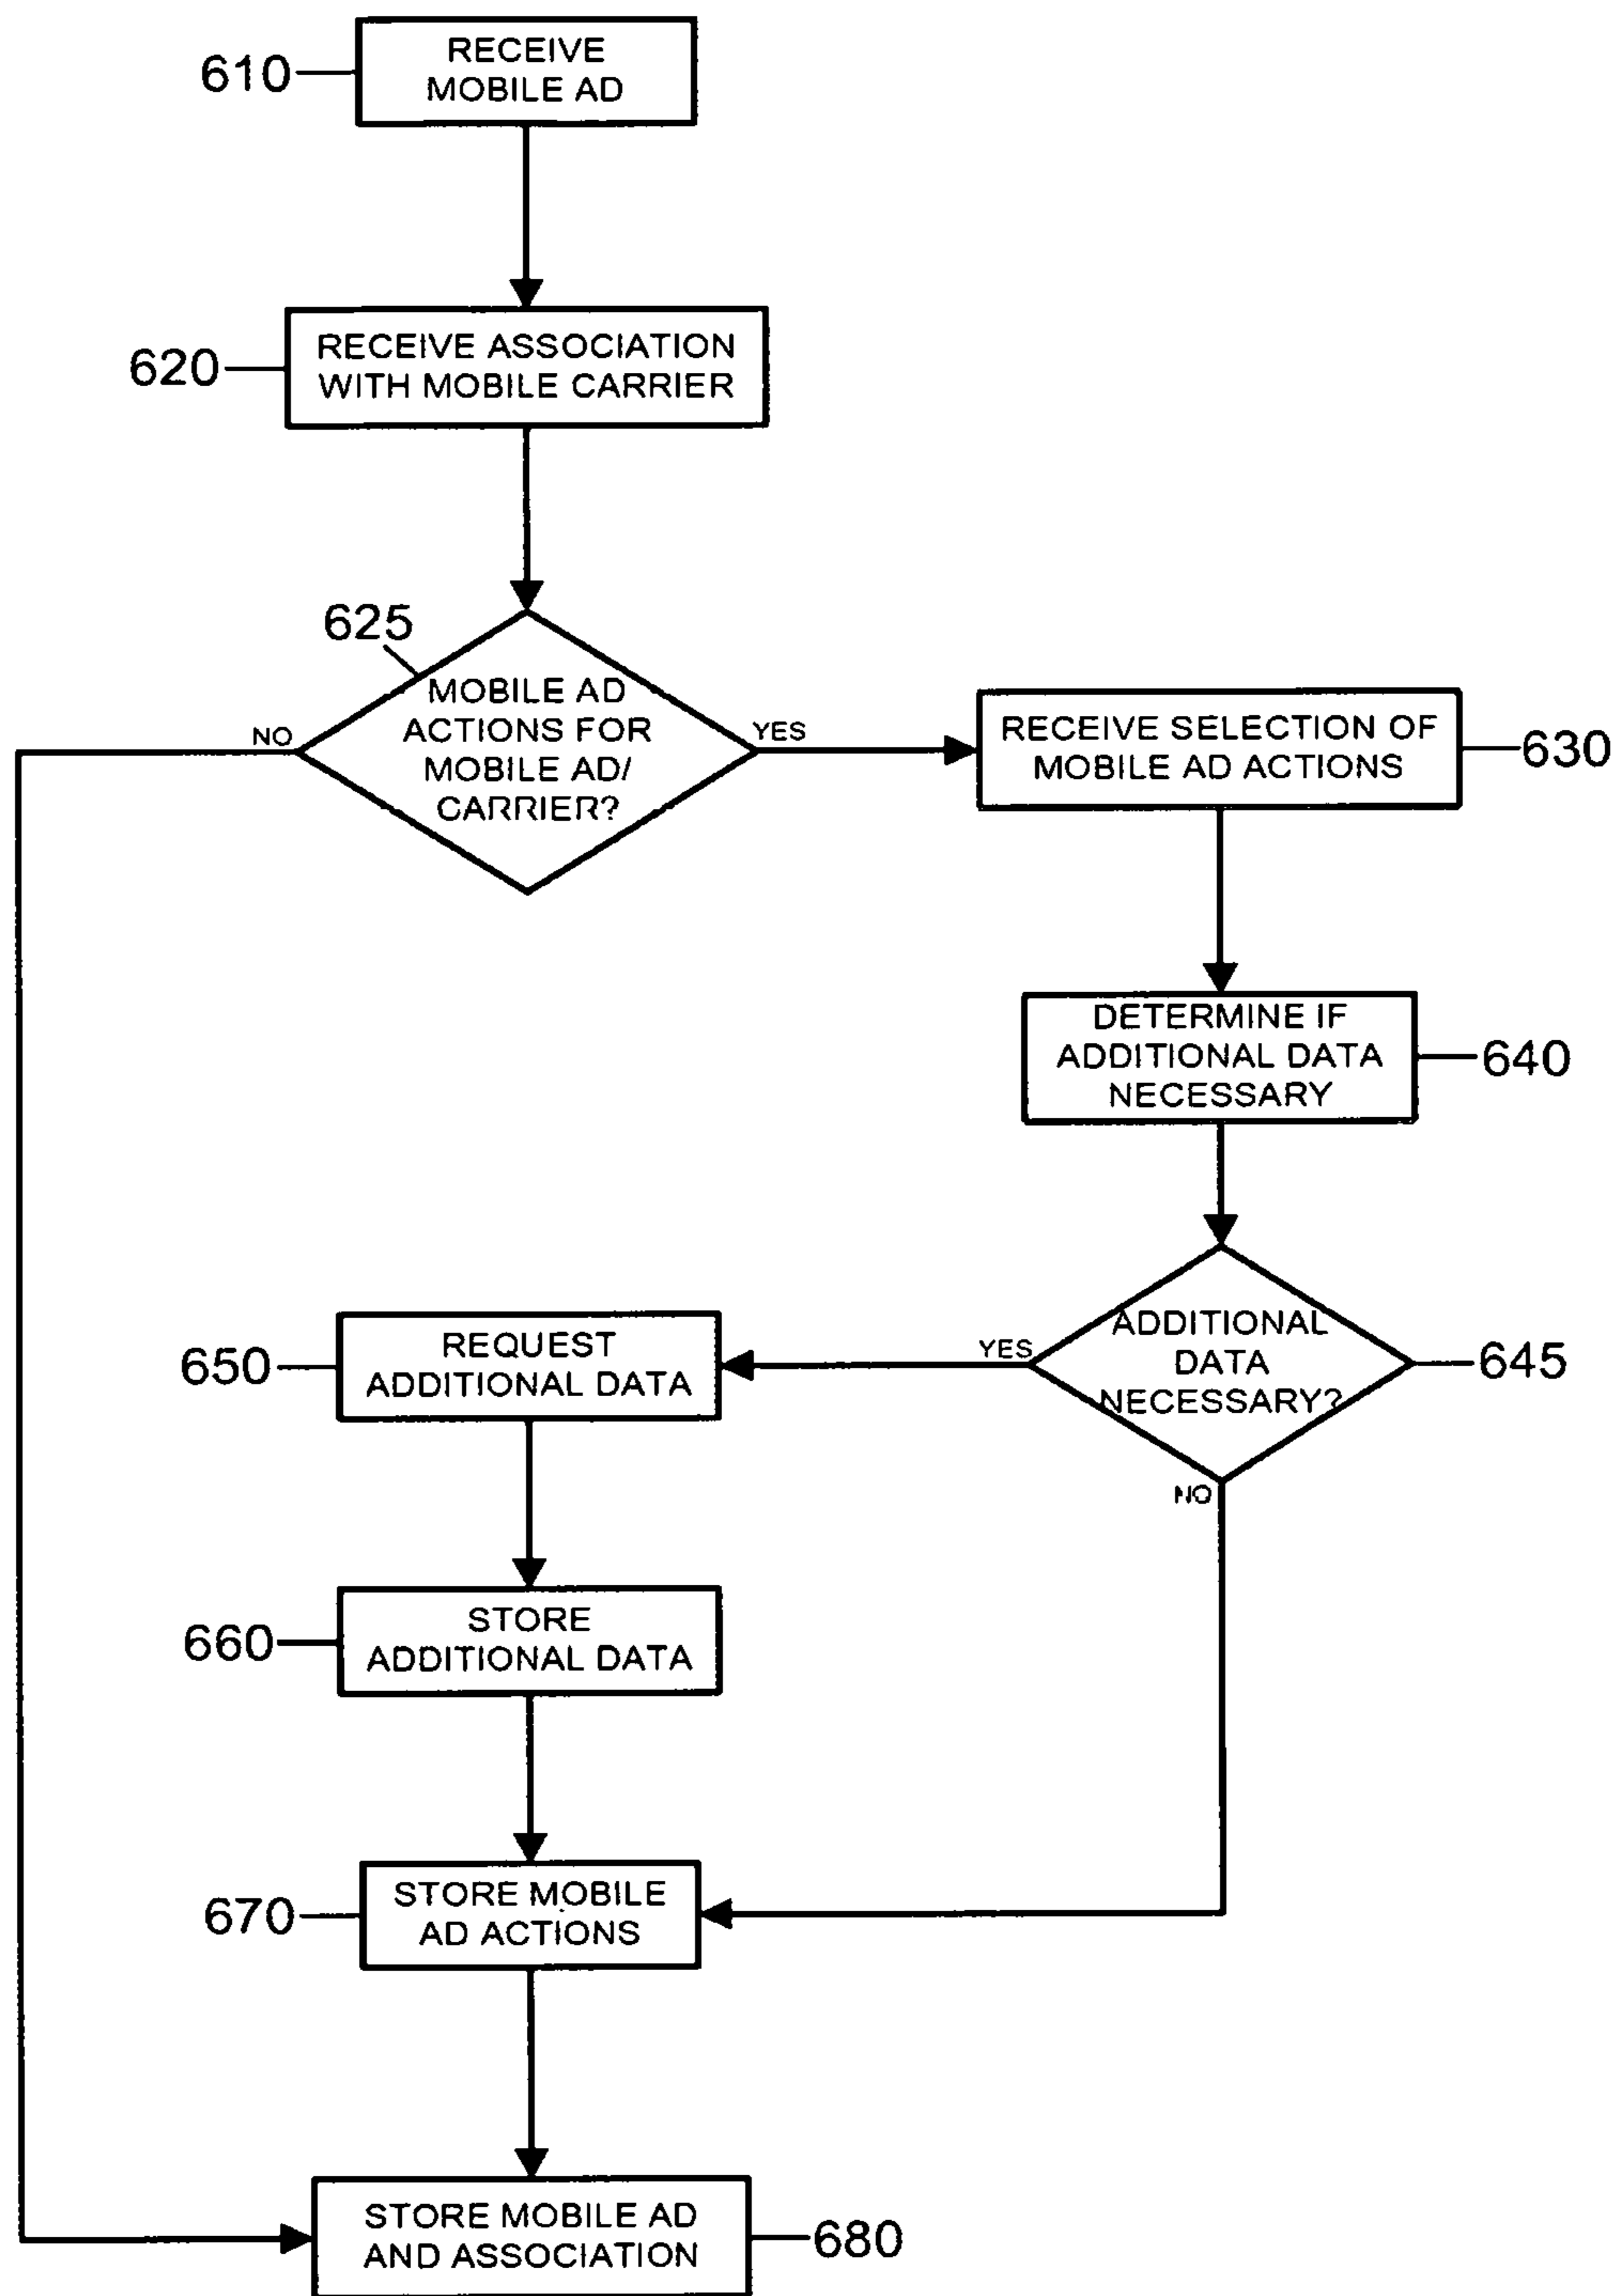 610
RECEIVE
MOBILE AD
620
RECEIVE ASSOCIATION
WITH MOBILE CARRIER
625
MOBILE AD
ACTIONS FOR
MOBILE AD/
CARRIER?
NO
YES
RECEIVE SELECTION OF
MOBILE AD ACTIONS
630
DETERMINE IF
ADDITIONAL DATA
NECESSARY
640
ADDITIONAL
DATA
NECESSARY?
645
YES
NO
650
REQUEST
ADDITIONAL DATA
660
STORE
ADDITIONAL DATA
670
STORE MOBILE
AD ACTIONS
STORE MOBILE AD
AND ASSOCIATION
680